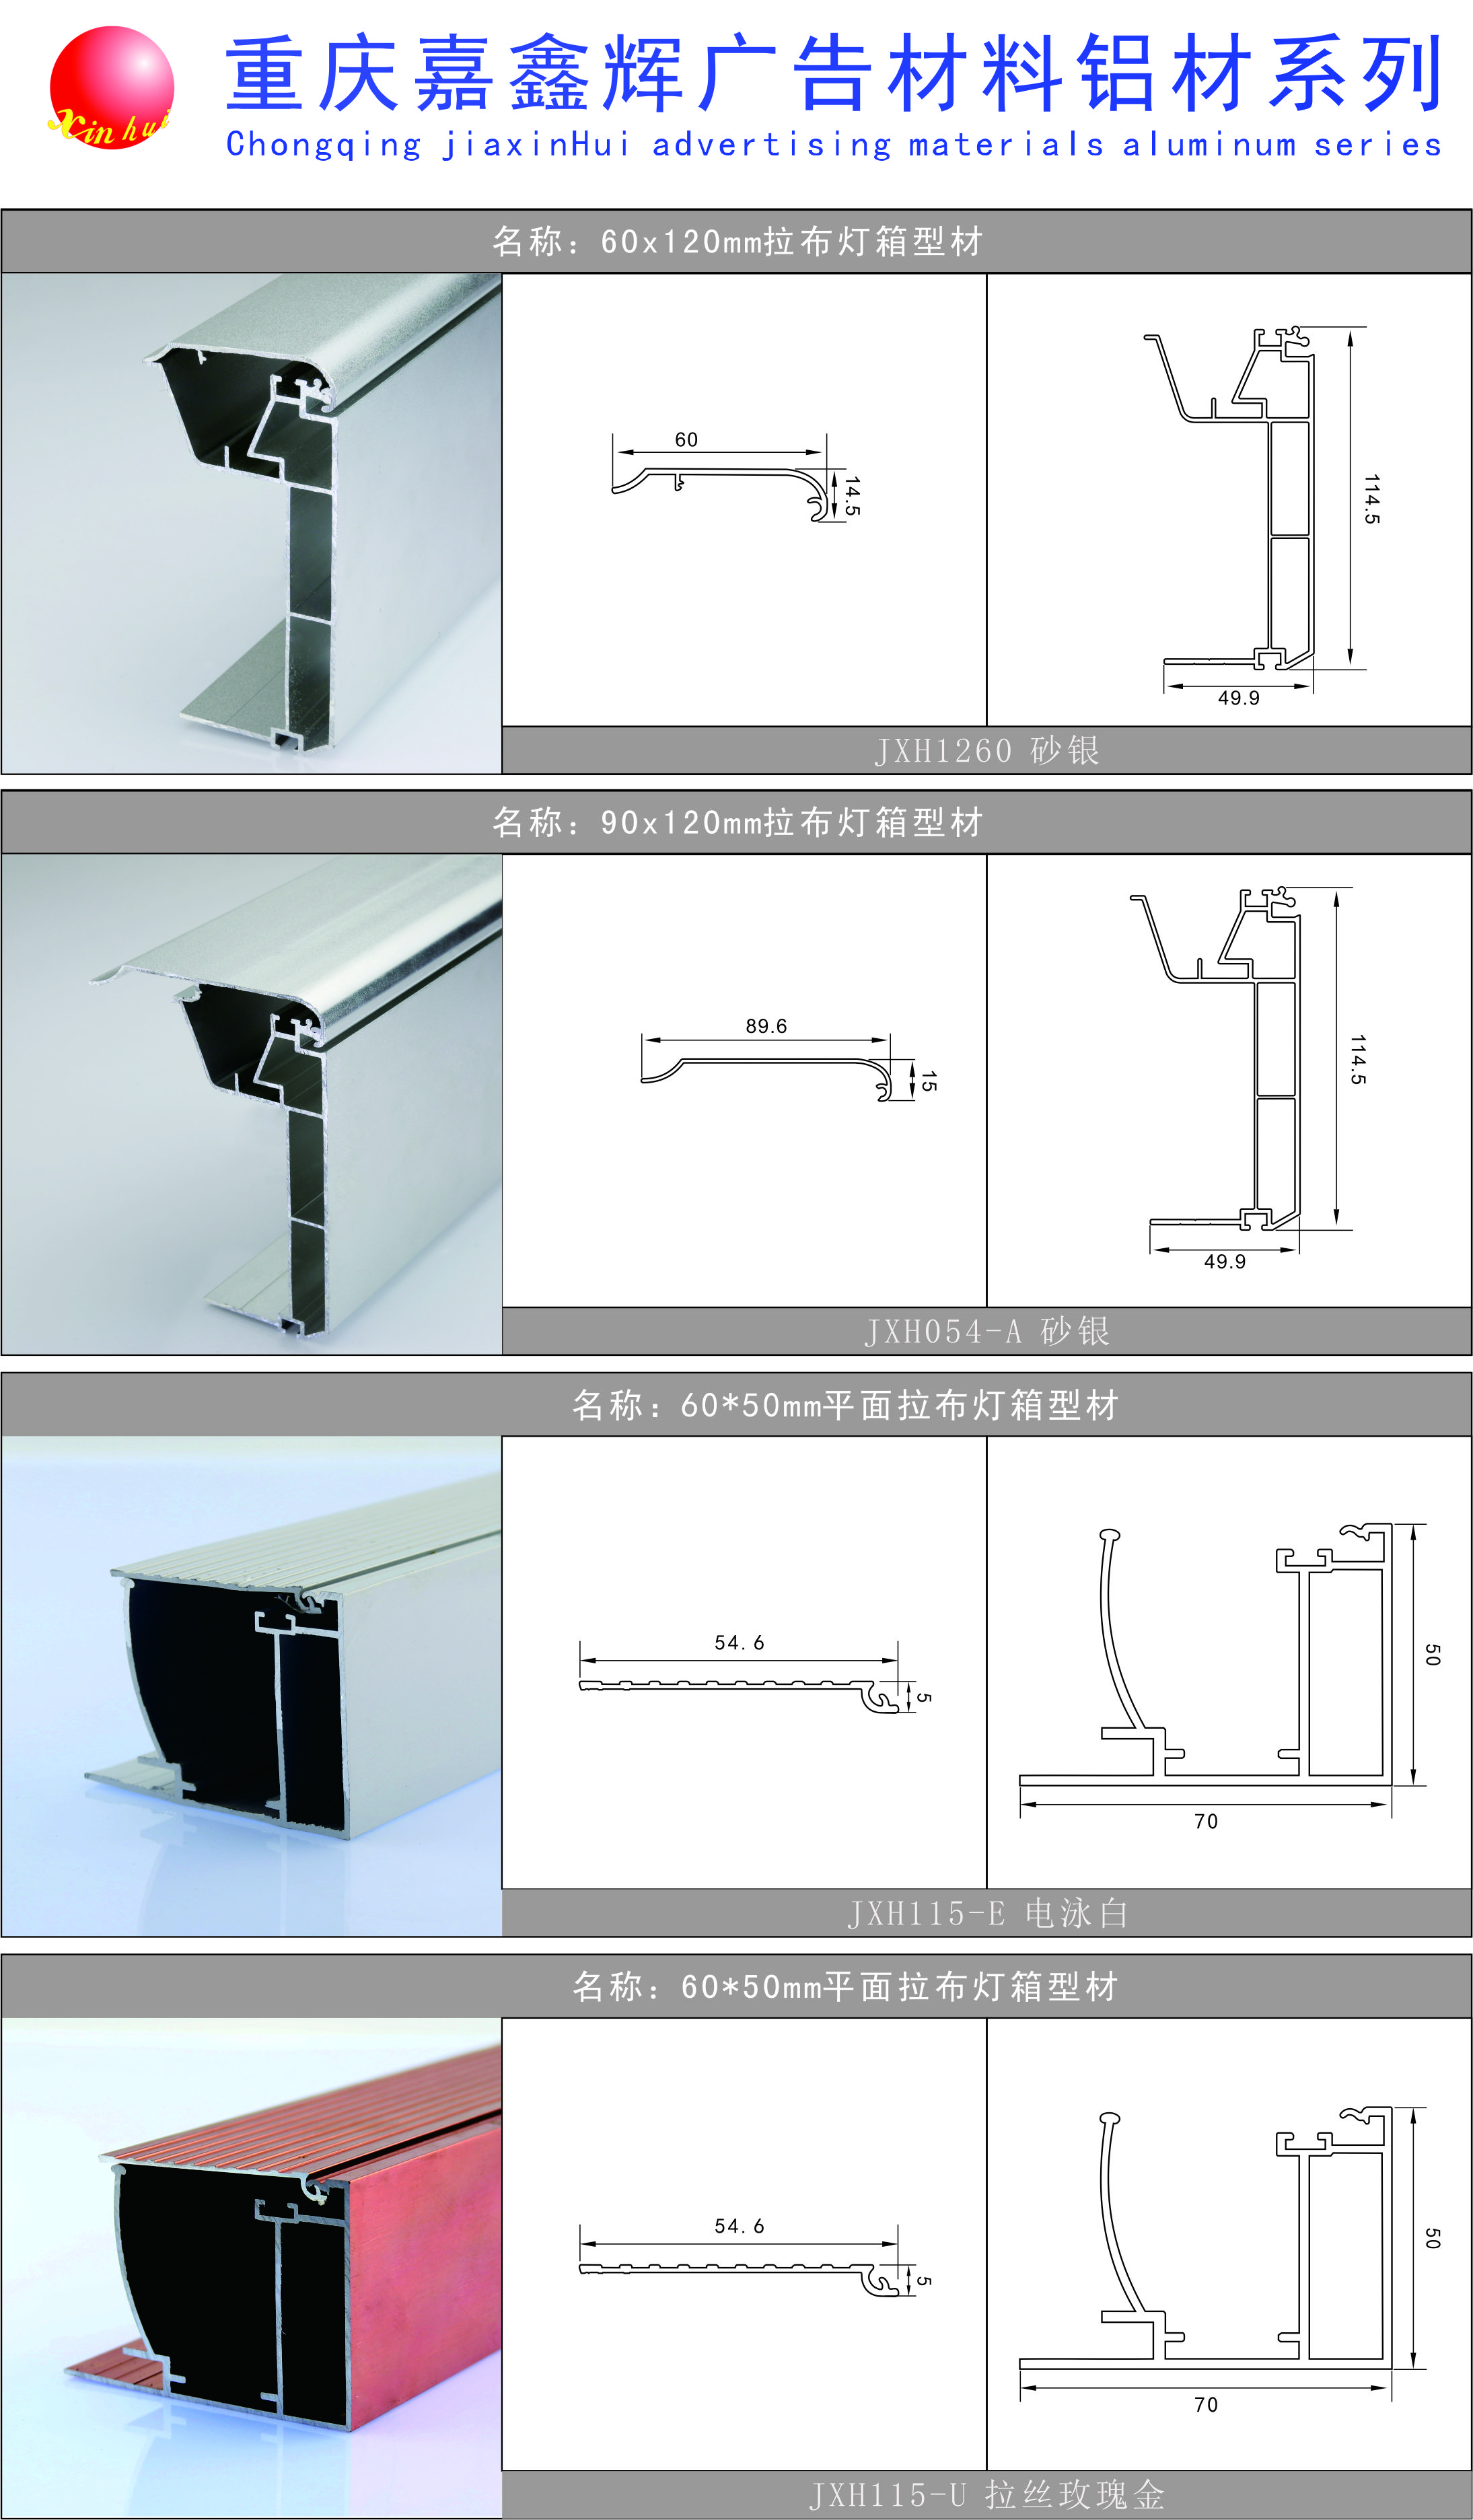 重庆嘉鑫辉广告材料铝材系列
Chongqing jiaxinHui advertising materials aluminum series
Xin hui
名称：60x120mm拉布灯箱型材
60
14.5
114.5
49.9
JXH1260 砂银
名称：90x120mm拉布灯箱型材
89.6
15
114.5
49.9
JXH054-A 砂银
名称：60*50mm平面拉布灯箱型材
54.6
5
50
70
JXH115-E 电泳白
名称：60*50mm平面拉布灯箱型材
54.6
5
50
70
JXH115-U 拉丝玫瑰金